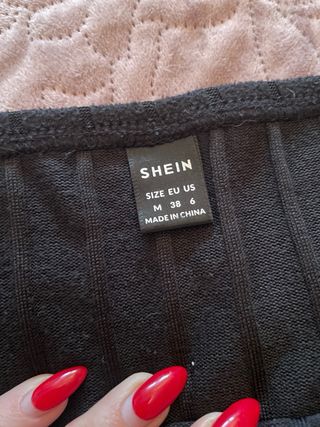 SHEIN
SIZE EU US
M 38 6
MADE IN CHINA